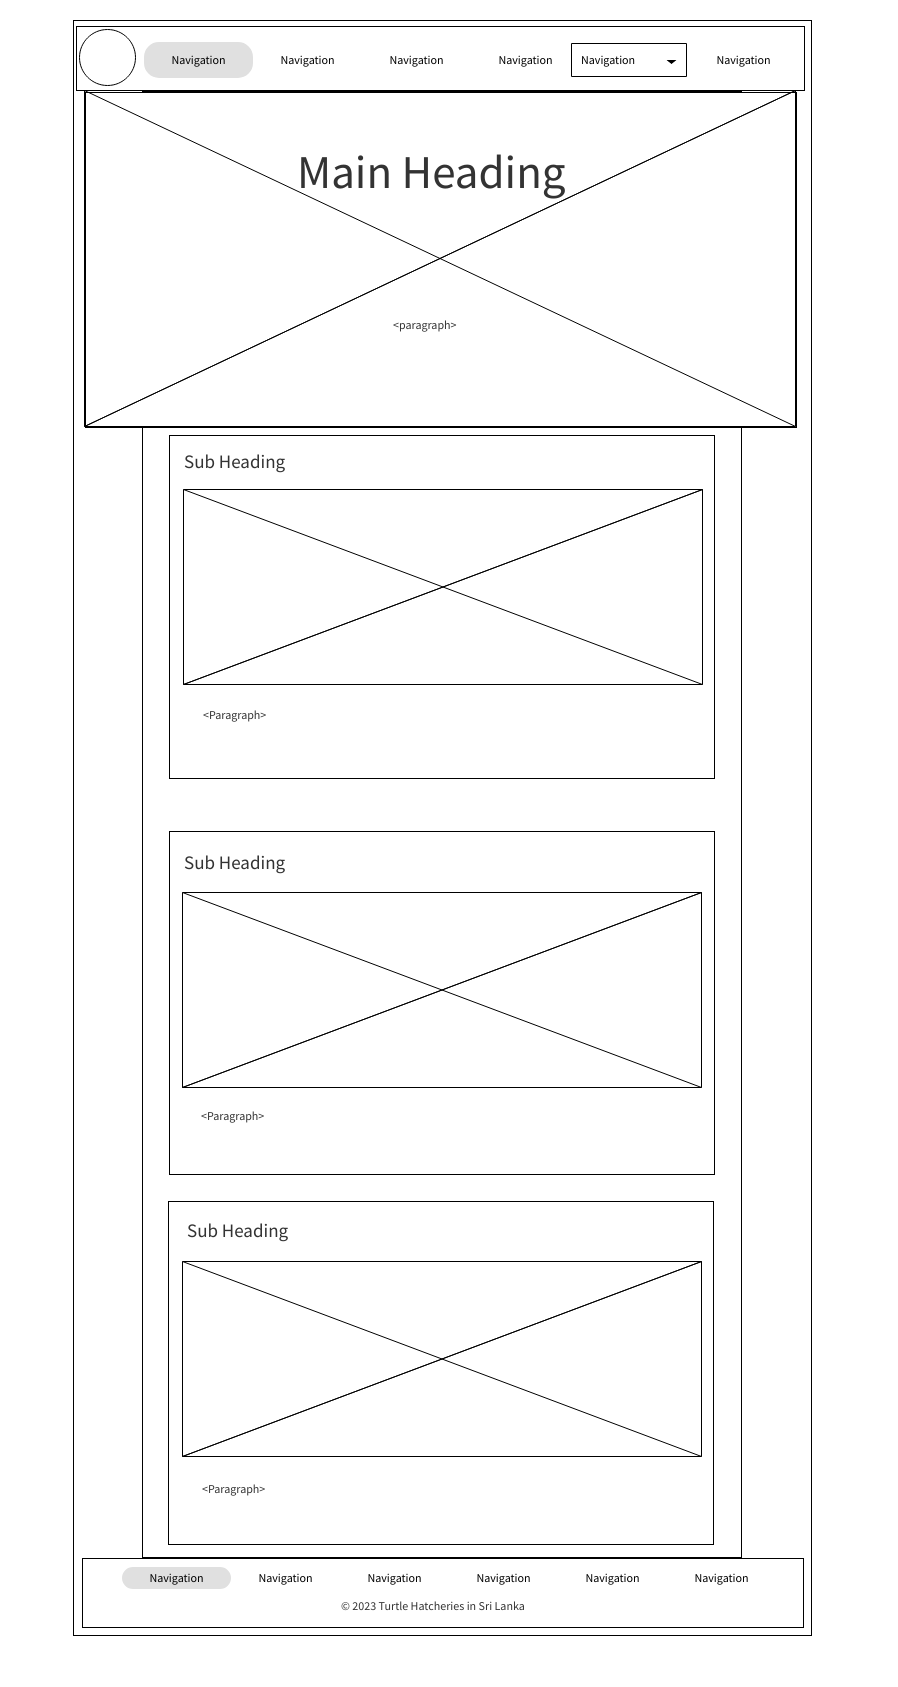 Navigation Navigation Navigation Navigation Navigation Navigation
Main Heading
<paragraph>
Sub Heading
<Paragraph>
Sub Heading
<Paragraph>
Sub Heading
<Paragraph>
Navigation Navigation Navigation Navigation Navigation Navigation
© 2023 Turtle Hatcheries in Sri Lanka